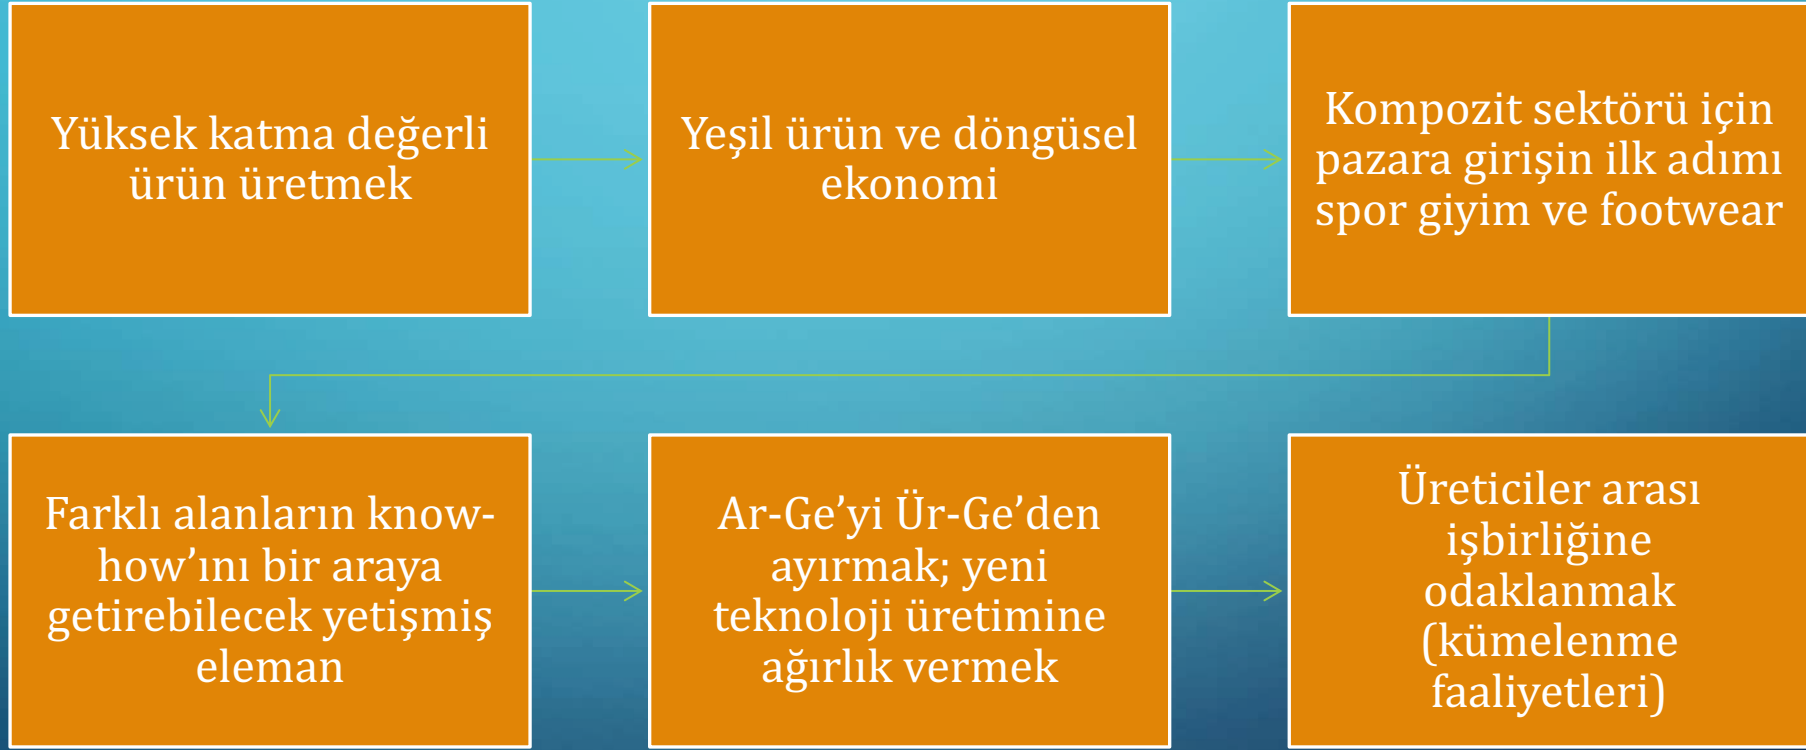 Yüksek katma değerli
ürün üretmek
Yeşil ürün ve döngüsel
ekonomi
Kompozit sektörü için
pazara girişin ilk adımı
spor giyim ve footwear
Farklı alanların know-
how’ını bir araya
getirebilecek yetişmiş
eleman
Ar-Ge’yi Ür-Ge’den
ayırmak; yeni
teknoloji üretimine
ağırlık vermek
Üreticiler arası
işbirliğine
odaklanmak
(kümelenme
faaliyetleri)